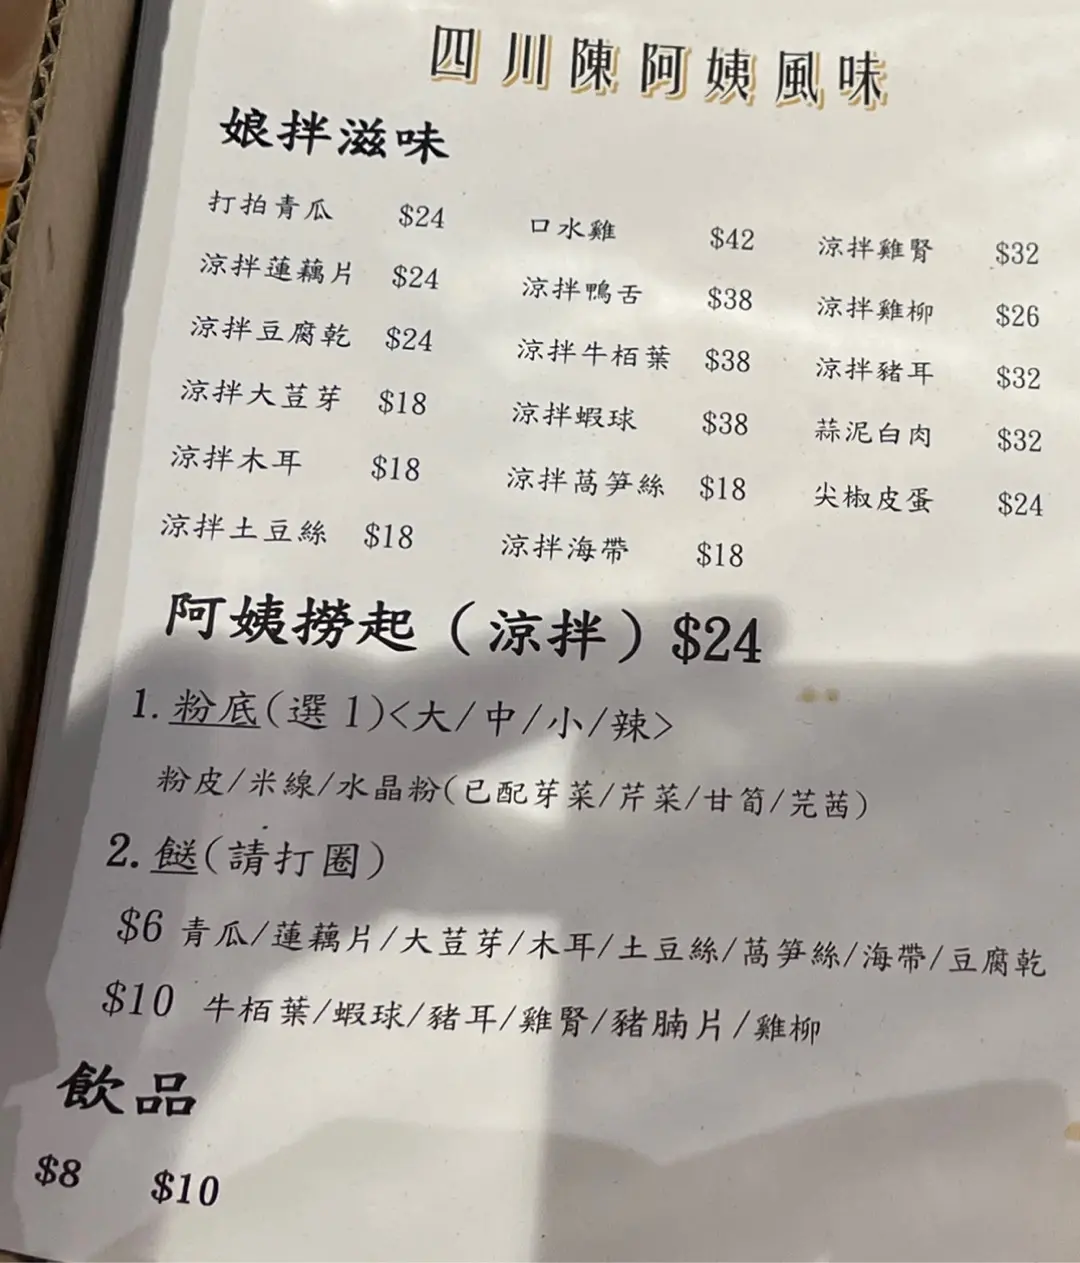 四川陳阿姨風味
娘拌滋味
打拍青瓜 $24 口水雞 $42 涼拌雞腎 $32
涼拌蓮藕片 $24 涼拌鴨舌 $38 涼拌雞柳 $26
涼拌豆腐乾 $24 涼拌牛栢葉 $38 涼拌豬耳 $32
涼拌大荳芽 $18 涼拌蝦球 $38 蒜泥白肉 $32
涼拌木耳 $18 涼拌萵笋絲 $18 尖椒皮蛋 $24
涼拌土豆絲 $18 涼拌海帶 $18
阿姨撈起（涼拌）$24
1. 粉底(選 1)<大/中/小/辣>
粉皮/米線/水晶粉(已配芽菜/芹菜/甘筍/芫茜)
2. 餸(請打圈)
$6 青瓜/蓮藕片/大荳芽/木耳/土豆絲/萵笋絲/海帶/豆腐乾
$10 牛栢葉/蝦球/豬耳/雞腎/豬腩片/雞柳
飲品
$8 $10